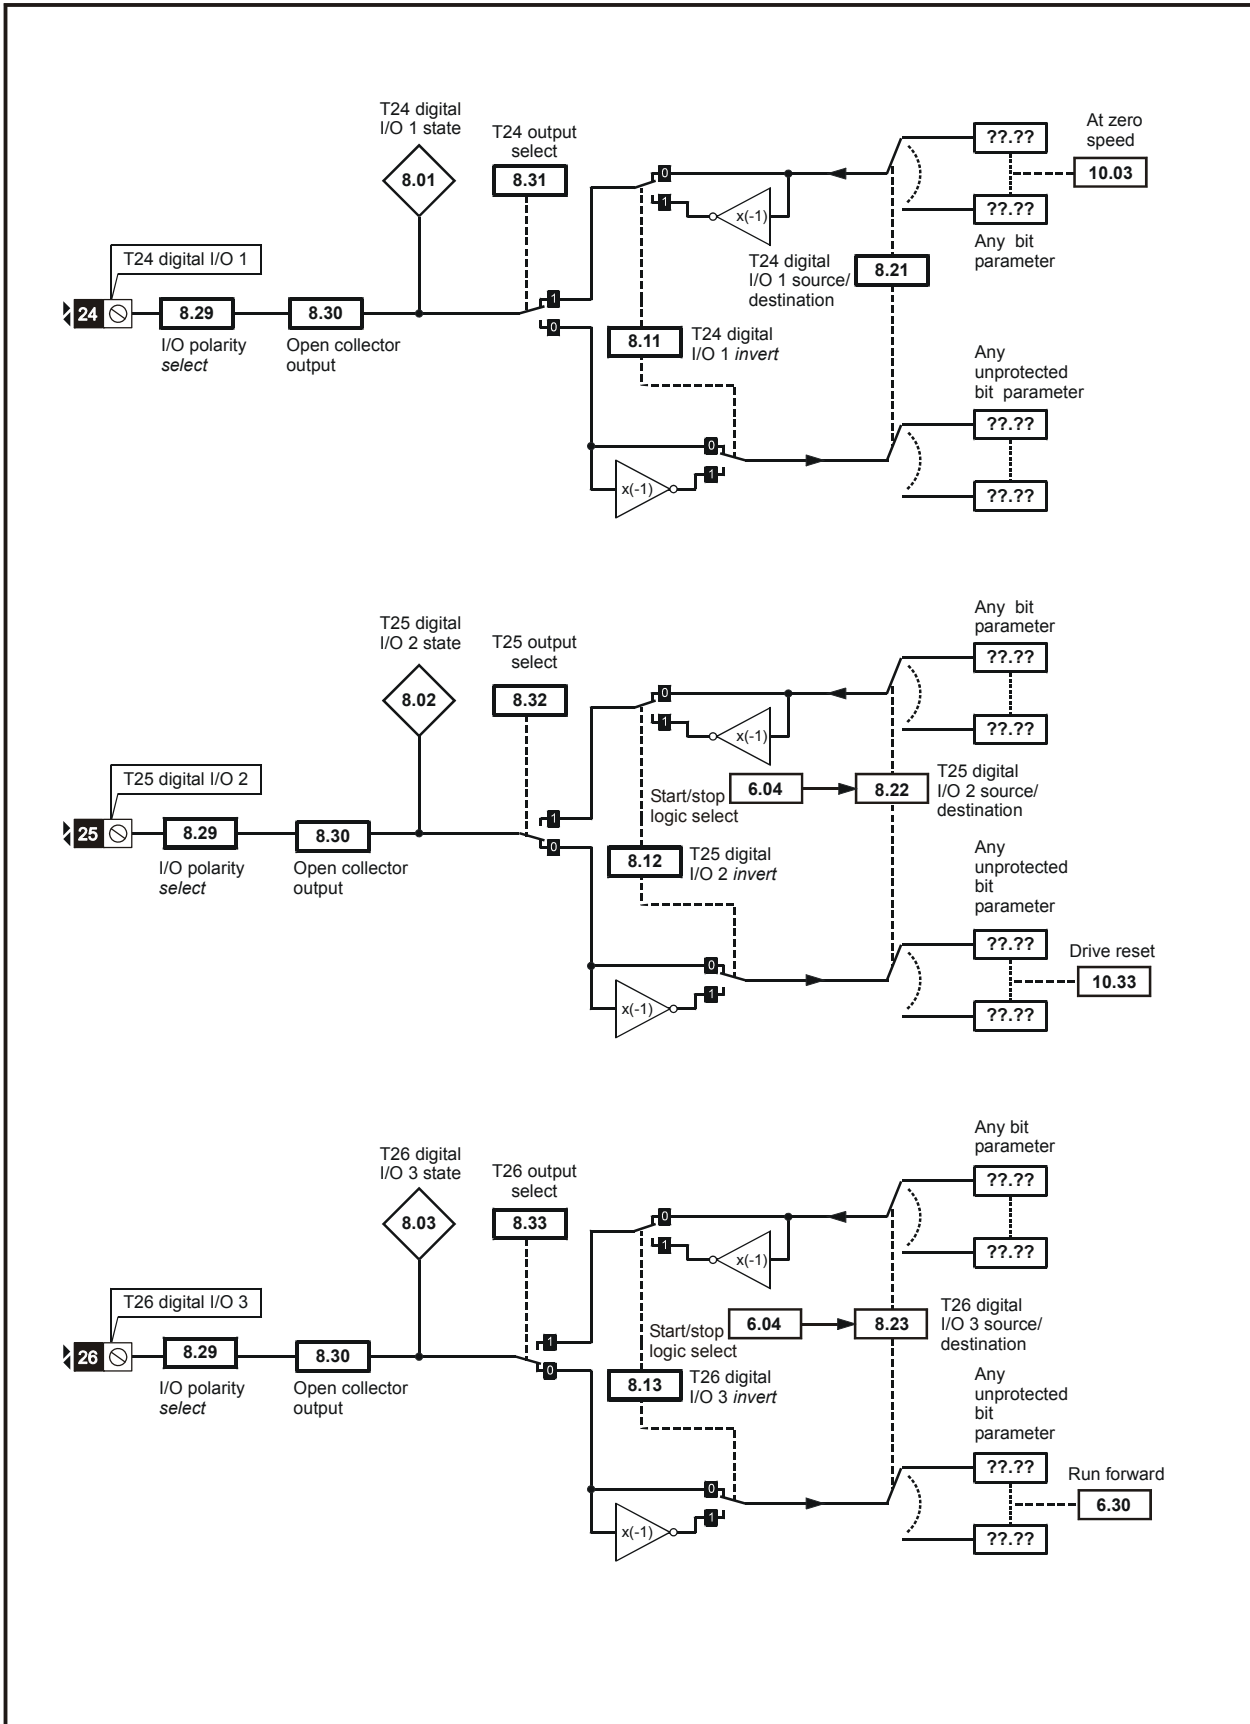 T24 digital
I/O 1 state
8.01
T24 output
select
8.31
T24 digital I/O 1
24
8.29
I/O polarity
select
8.30
Open collector
output
1
0
0
1
x(-1)
8.11
T24 digital
I/O 1 invert
T24 digital
I/O 1 source/
destination
8.21
0
1
x(-1)
??.??
??.??
Any bit
parameter
At zero
speed
10.03
Any
unprotected
bit parameter
??.??
??.??
T25 digital
I/O 2 state
8.02
T25 output
select
8.32
T25 digital I/O 2
25
8.29
I/O polarity
select
8.30
Open collector
output
1
0
0
1
x(-1)
Start/stop
logic select
6.04
8.22
T25 digital
I/O 2 source/
destination
8.12
T25 digital
I/O 2 invert
0
1
x(-1)
Any bit
parameter
??.??
??.??
Any
unprotected
bit
parameter
??.??
??.??
Drive reset
10.33
T26 digital
I/O 3 state
8.03
T26 output
select
8.33
T26 digital I/O 3
26
8.29
I/O polarity
select
8.30
Open collector
output
1
0
0
1
x(-1)
Start/stop
logic select
6.04
8.23
T26 digital
I/O 3 source/
destination
8.13
T26 digital
I/O 3 invert
0
1
x(-1)
Any bit
parameter
??.??
??.??
Any
unprotected
bit
parameter
??.??
??.??
Run forward
6.30